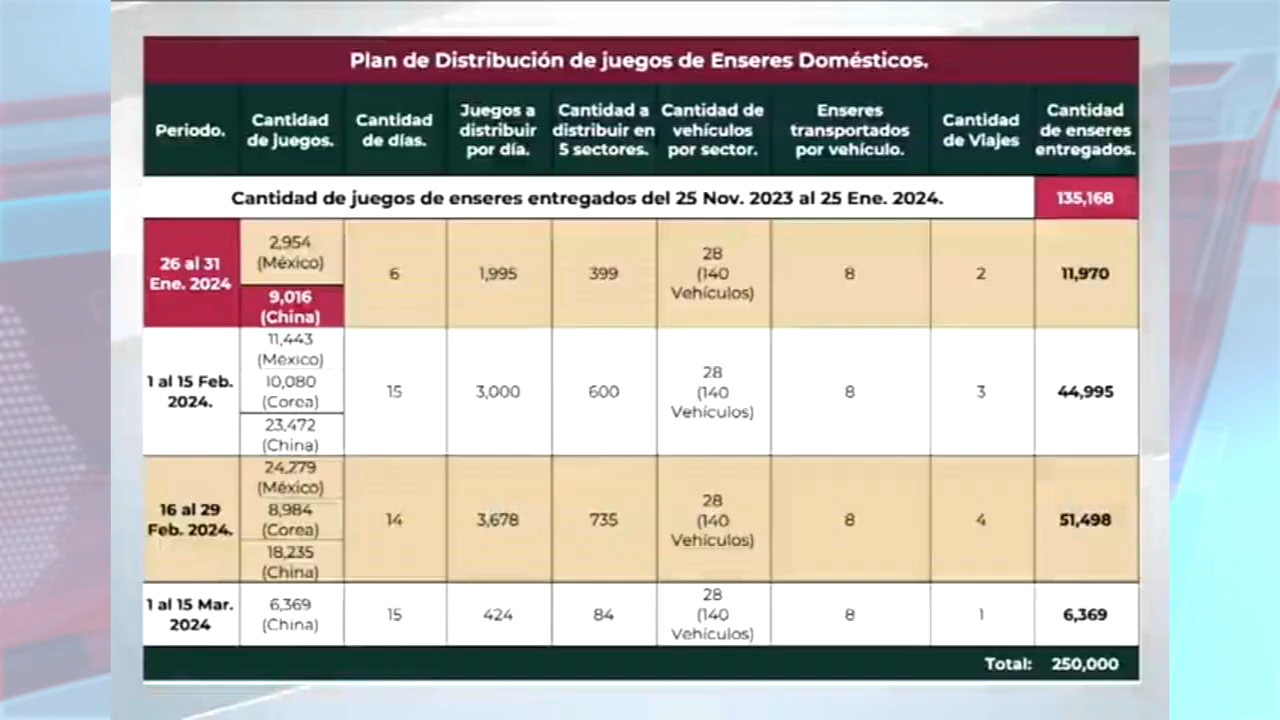 Plan de Distribución de juegos de Enseres Domésticos.
Periodo.
Cantidad
de juegos.
Cantidad
de días.
Juegos a
distribuir
por día.
Cantidad a
distribuir en
5 sectores.
Cantidad de
vehículos
por sector.
Enseres
transportados
por vehículo.
Cantidad
de Viajes
Cantidad
de enseres
entregados.
Cantidad de juegos de enseres entregados del 25 Nov. 2023 al 25 Ene. 2024.
135,168
26 al 31
Ene. 2024
2,954
(México)
9,016
(China)
6
1,995
399
28
(140
Vehículos)
8
2
11,970
1 al 15 Feb.
2024.
11,443
(México)
10,080
(Corea)
23,472
(China)
15
3,000
600
28
(140
Vehículos)
8
3
44,995
16 al 29
Feb. 2024.
24,279
(México)
8,984
(Corea)
18,235
(China)
14
3,678
735
28
(140
Vehículos)
8
4
51,498
1 al 15 Mar.
2024
6,369
(China)
15
424
84
28
(140
Vehículos)
8
1
6,369
Total: 250,000